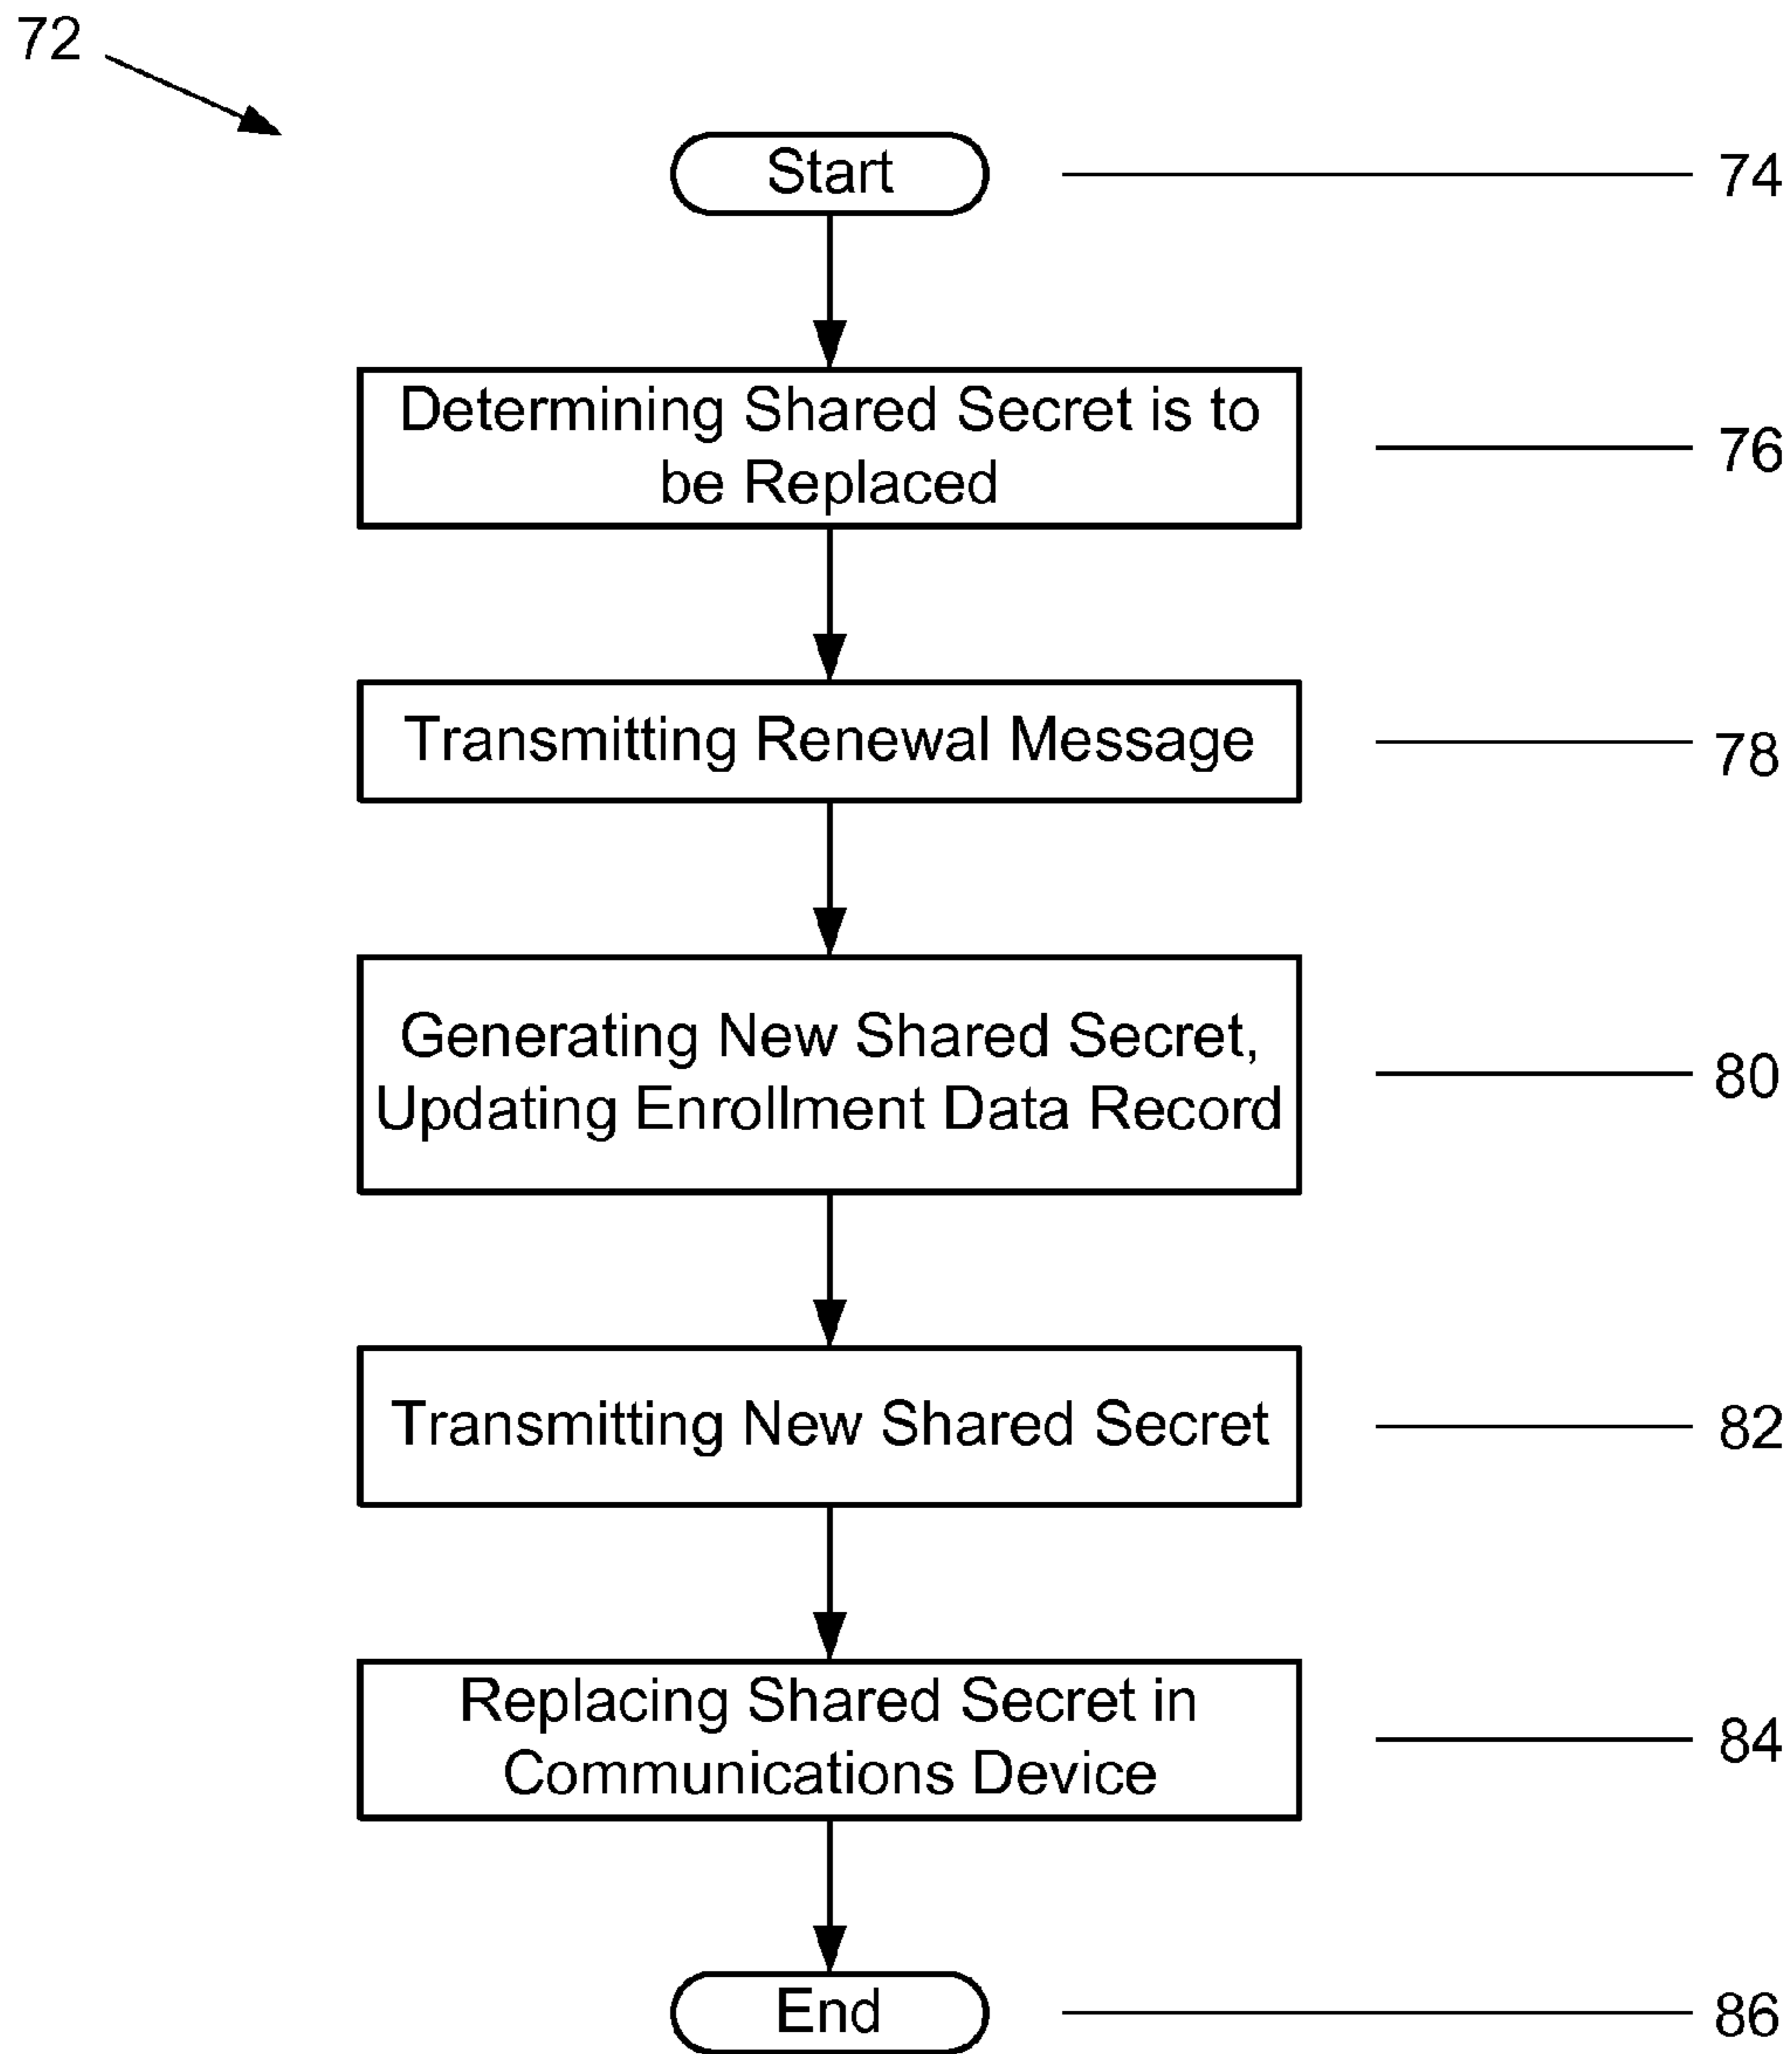 72
Start
74
Determining Shared Secret is to
be Replaced
76
Transmitting Renewal Message
78
Generating New Shared Secret,
Updating Enrollment Data Record
80
Transmitting New Shared Secret
82
Replacing Shared Secret in
Communications Device
84
End
86